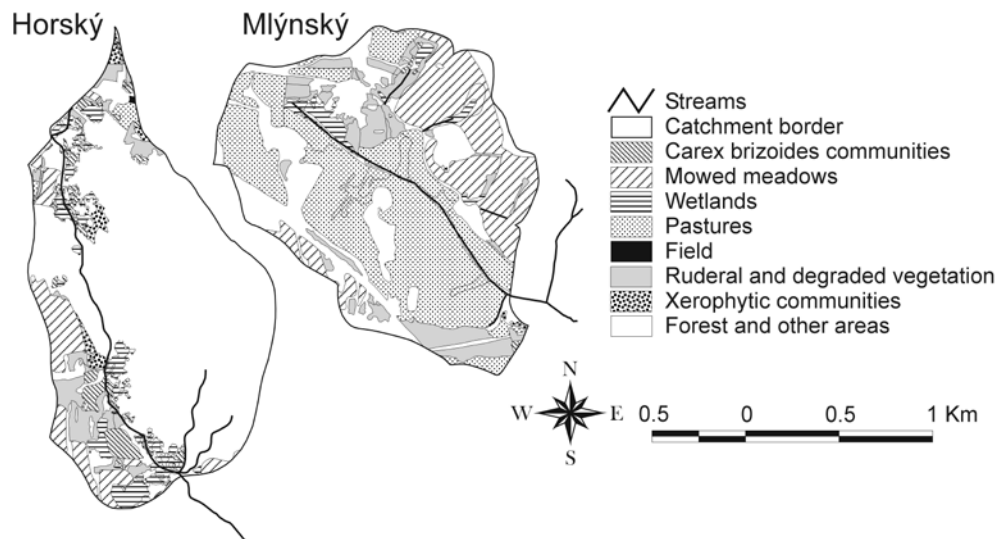 Horský
Mlýnský
Streams
Catchment border
Carex brizoides communities
Mowed meadows
Wetlands
Pastures
Field
Ruderal and degraded vegetation
Xerophytic communities
Forest and other areas
N
W E
S
0.5 0 0.5 1 Km